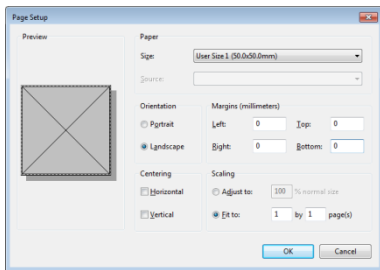 Page Setup
Preview
Paper
Size: User Size 1 (50.0x50.0mm)
Source:
Orientation
Portrait
Landscape
Margins (millimeters)
Left: 0 Top: 0
Right: 0 Bottom: 0
Centering
Horizontal
Vertical
Scaling
Adjust to: 100 % normal size
Fit to: 1 by 1 page(s)
OK Cancel